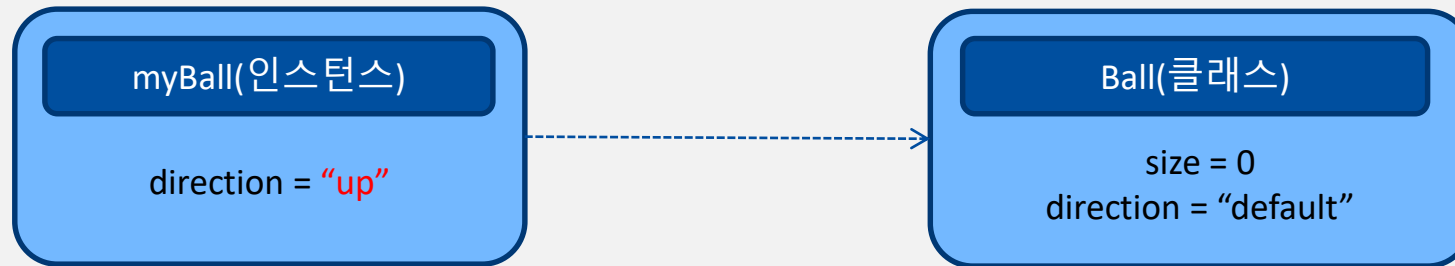 myBall(인스턴스)
direction = “up”
Ball(클래스)
size = 0
direction = “default”